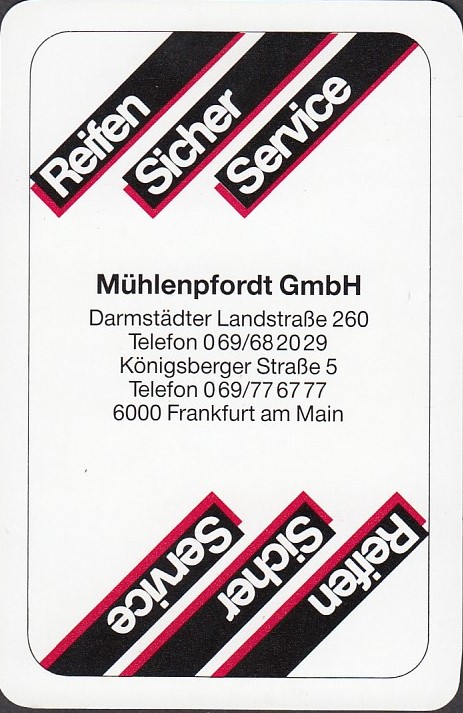 Reifen
Sicher
Service
Mühlenpfordt GmbH
Darmstädter Landstraße 260
Telefon 069/682029
Königsberger Straße 5
Telefon 069/776777
6000 Frankfurt am Main
Service
Sicher
Reifen